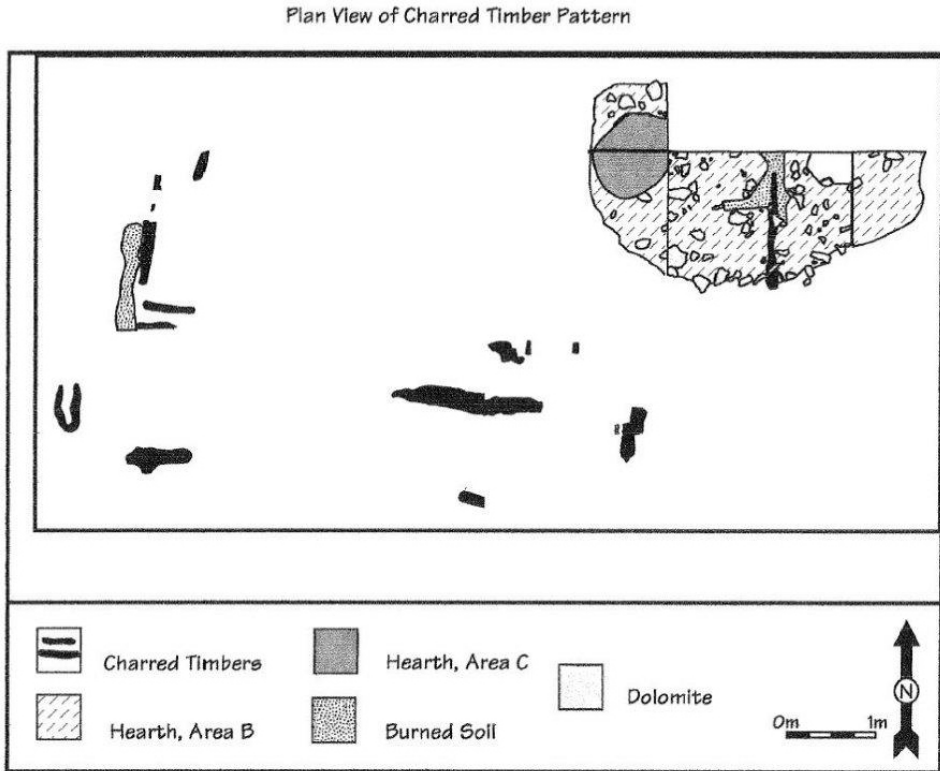 Plan View of Charred Timber Pattern
Charred Timbers
Hearth, Area C
Dolomite
Hearth, Area B
Burned Soil
0m 1m
N